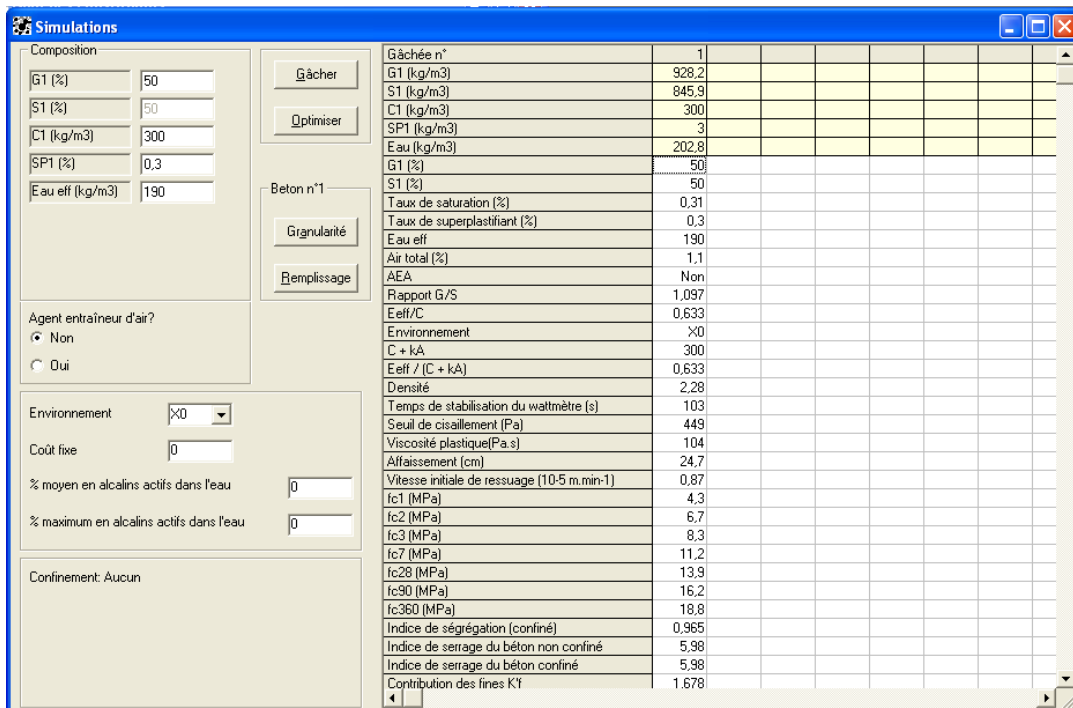 Simulations
Composition
G1 (%) 50
S1 (%) 50
C1 (kg/m3) 300
SP1 (%) 0,3
Eau eff (kg/m3) 190
Gâcher
Optimiser
Beton n°1
Granularité
Remplissage
Agent entraîneur d'air?
Non
Oui
Environnement X0
Coût fixe 0
% moyen en alcalins actifs dans l'eau 0
% maximum en alcalins actifs dans l'eau 0
Confinement: Aucun
Gâchée n° 1
G1 (kg/m3) 928,2
S1 (kg/m3) 845,9
C1 (kg/m3) 300
SP1 (kg/m3) 3
Eau (kg/m3) 202,8
G1 (%) 50
S1 (%) 50
Taux de saturation (%) 0,31
Taux de superplastifiant (%) 0,3
Eau eff 190
Air total (%) 1,1
AEA Non
Rapport G/S 1,097
Eeff/C 0,633
Environnement X0
C + kA 300
Eeff / (C + kA) 0,633
Densité 2,28
Temps de stabilisation du wattmètre (s) 103
Seuil de cisaillement (Pa) 449
Viscosité plastique(Pa.s) 104
Affaissement (cm) 24,7
Vitesse initiale de ressuage (10-5 m.min-1) 0,87
fc1 (MPa) 4,3
fc2 (MPa) 6,7
fc3 (MPa) 8,3
fc7 (MPa) 11,2
fc28 (MPa) 13,9
fc90 (MPa) 16,2
fc360 (MPa) 18,8
Indice de ségrégation (confiné) 0,965
Indice de serrage du béton non confiné 5,98
Indice de serrage du béton confiné 5,98
Contribution des fines K'f 1,678